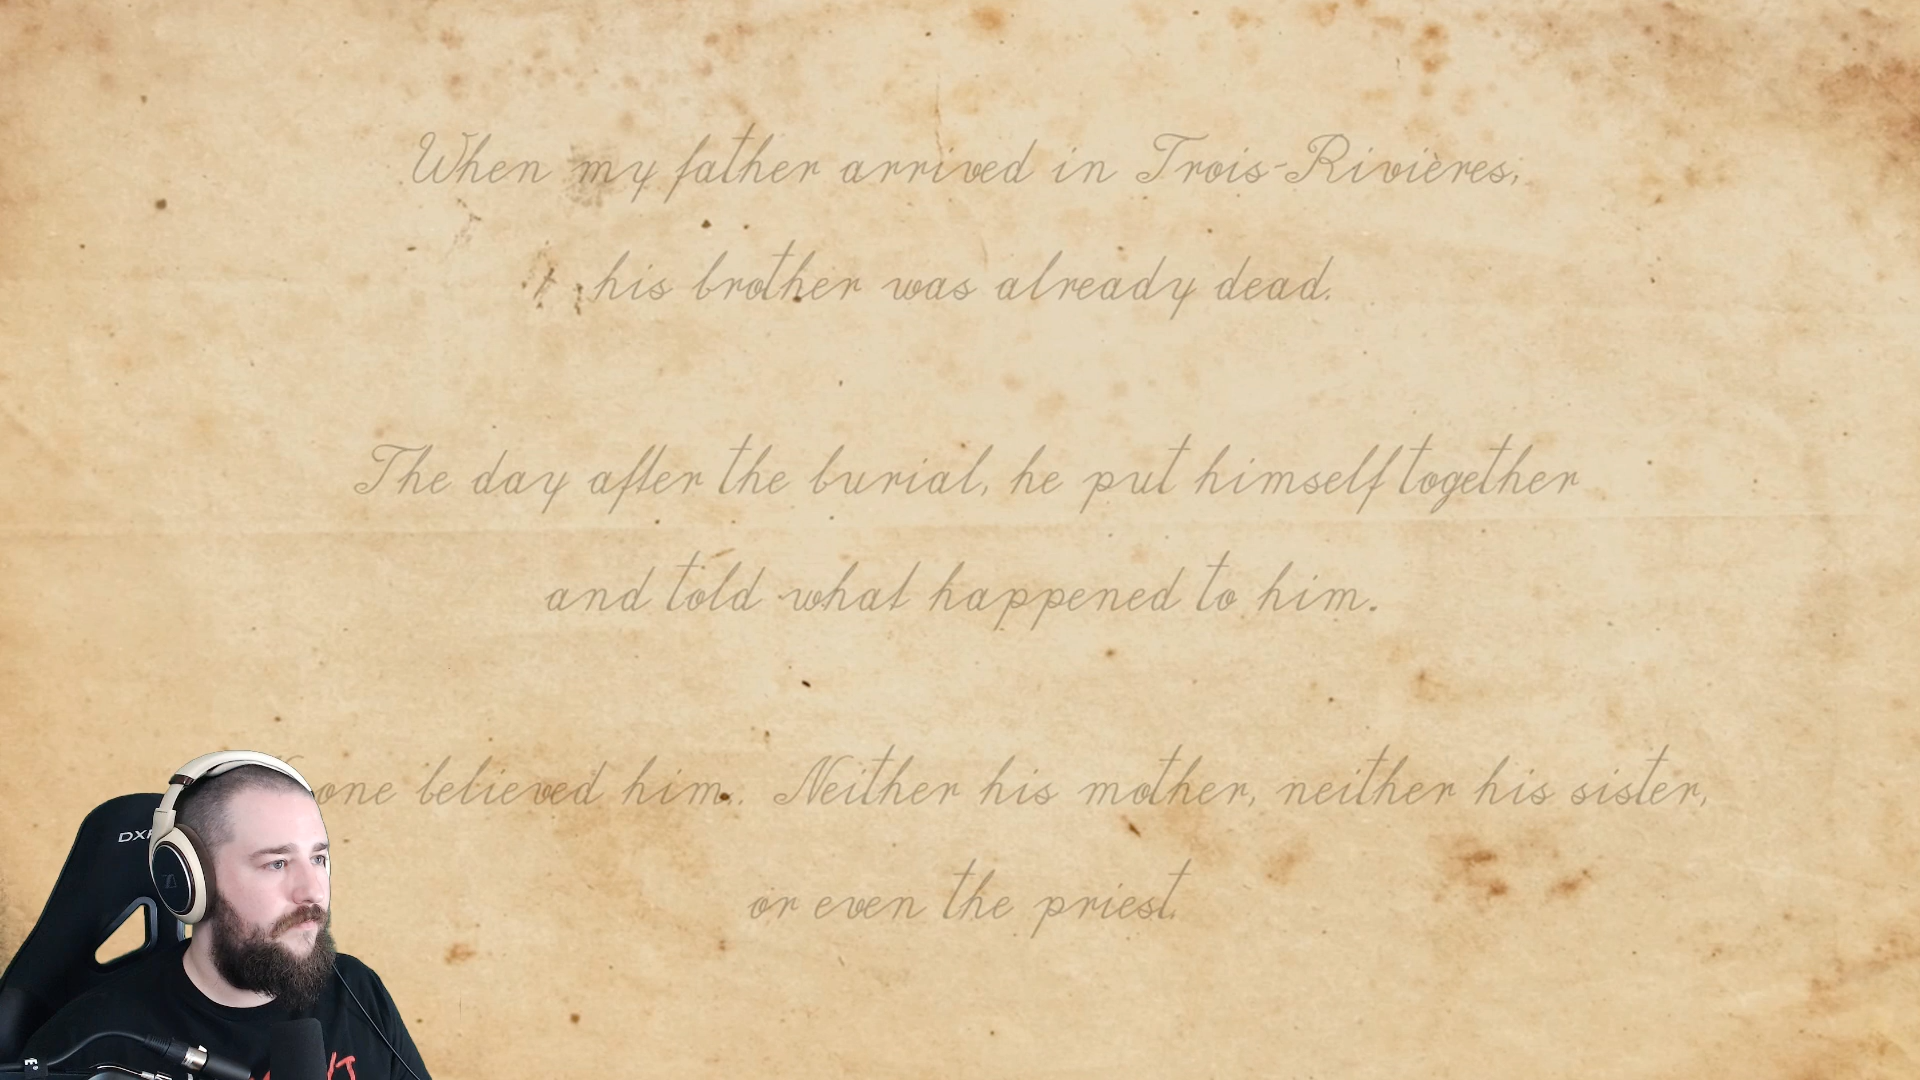 When my father arrived in Trois-Rivières,
his brother was already dead.
The day after the burial, he put himself together
and told what happened to him.
one believed him. Neither his mother, neither his sister,
or even the priest.